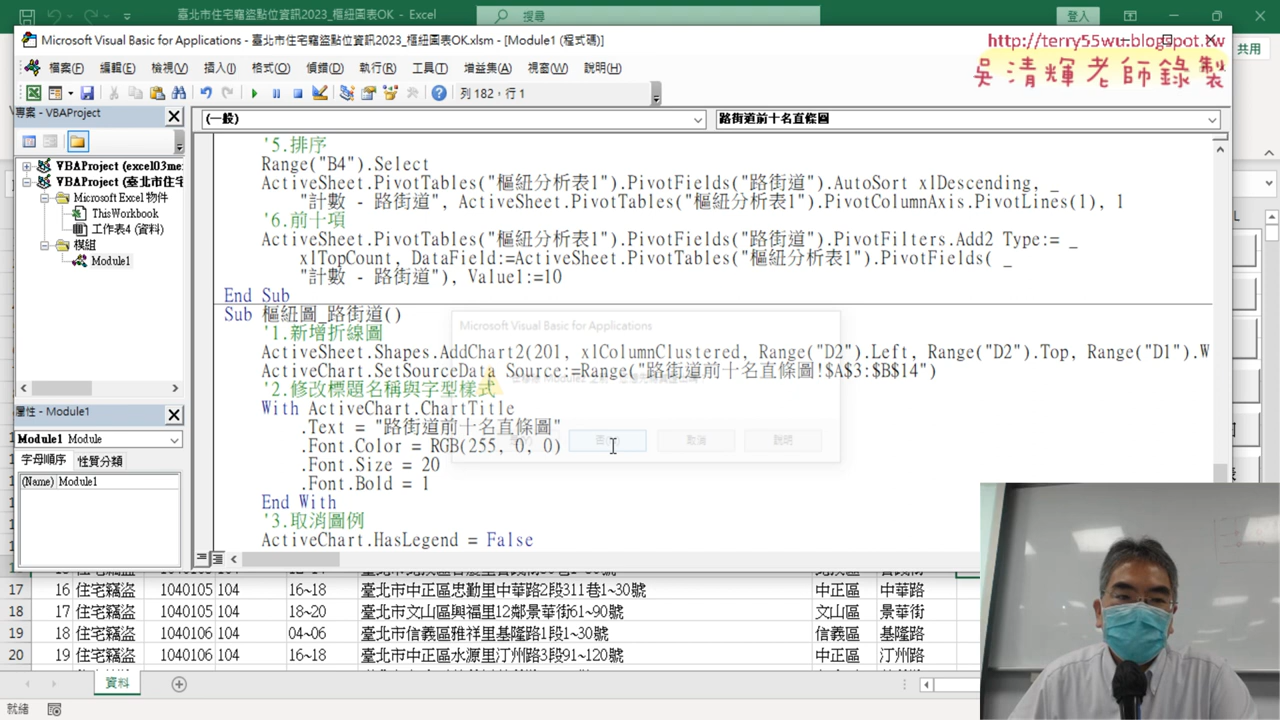 臺北市住宅竊盜點位資訊2023_樞紐圖表OK - Excel
搜尋
登入
共用
Microsoft Visual Basic for Applications - 臺北市住宅竊盜點位資訊2023_樞紐圖表OK.xlsm - [Module1 (程式碼)]
http://terry55wu.blogspot.tw
吳清輝老師錄製
檔案(F) 編輯(E) 檢視(V) 插入(I) 格式(O) 偵錯(D) 執行(R) 工具(T) 增益集(A) 視窗(W) 說明(H)
列 182，行 1
專案 - VBAProject
(一般)
路街道前十名直條圖
VBAProject (excel03me
VBAProject (臺北市住宅
Microsoft Excel 物件
ThisWorkbook
工作表4 (資料)
模組
Module1
屬性 - Module1
Module1 Module
字母順序 性質分類
(Name) Module1
'5.排序
Range("B4").Select
ActiveSheet.PivotTables("樞紐分析表1").PivotFields("路街道").AutoSort xlDescending, _
"計數 - 路街道", ActiveSheet.PivotTables("樞紐分析表1").PivotColumnAxis.PivotLines(1), 1
'6.前十項
ActiveSheet.PivotTables("樞紐分析表1").PivotFields("路街道").PivotFilters.Add2 Type:= _
xlTopCount, DataField:=ActiveSheet.PivotTables("樞紐分析表1").PivotFields( _
"計數 - 路街道"), Value1:=10
End Sub
Sub 樞紐圖_路街道()
'1.新增折線圖
ActiveSheet.Shapes.AddChart2(201, xlColumnClustered, Range("D2").Left, Range("D2").Top, Range("D1").W
ActiveChart.SetSourceData Source:=Range("路街道前十名直條圖!$A$3:$B$14")
'2.修改標題名稱與字型樣式
With ActiveChart.ChartTitle
.Text = "路街道前十名直條圖"
.Font.Color = RGB(255, 0, 0)
.Font.Size = 20
.Font.Bold = 1
End With
'3.取消圖例
ActiveChart.HasLegend = False
Microsoft Visual Basic for Applications
取消
說明
L
17 16 住宅竊盜 1040105 104 16~18 臺北市中正區忠勤里中華路2段311巷1~30號 中正區 中華路
18 17 住宅竊盜 1040105 104 18~20 臺北市文山區興福里12鄰景華街61~90號 文山區 景華街
19 18 住宅竊盜 1040106 104 04~06 臺北市信義區雅祥里基隆路1段1~30號 信義區 基隆路
20 19 住宅竊盜 1040106 104 16~18 臺北市中正區水源里汀州路3段91~120號 中正區 汀州路
資料
就緒